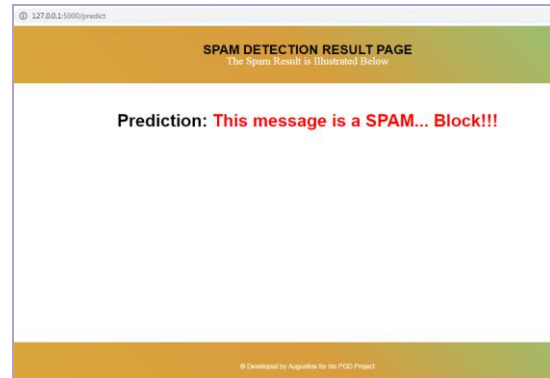 127.0.0.1:5000/predict
SPAM DETECTION RESULT PAGE
The Spam Result is Illustrated Below
Prediction: This message is a SPAM... Block!!!
© Developed by Augustine for his PGD Project